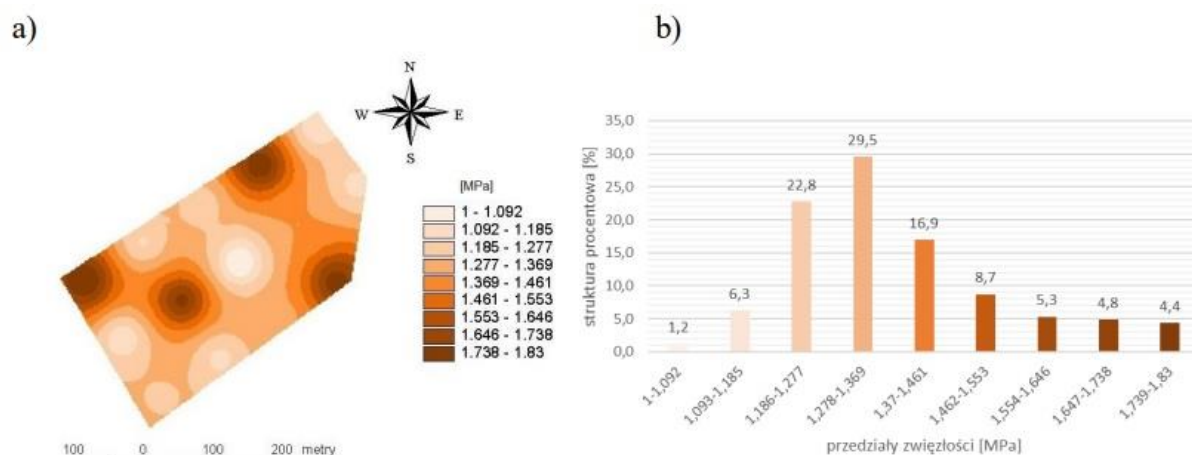 a)
N
W E
S
[MPa]
1 - 1.092
1.092 - 1.185
1.185 - 1.277
1.277 - 1.369
1.369 - 1.461
1.461 - 1.553
1.553 - 1.646
1.646 - 1.738
1.738 - 1.83
100 0 100 200 metry
b)
struktura procentowa [%]
35,0
30,0
25,0
20,0
15,0
10,0
5,0
0,0
1,2
6,3
22,8
29,5
16,9
8,7
5,3
4,8
4,4
1-1,092
1,093-1,185
1,186-1,277
1,278-1,369
1,37-1,461
1,462-1,553
1,554-1,646
1,647-1,738
1,739-1,83
przedziały zwięzłości [MPa]